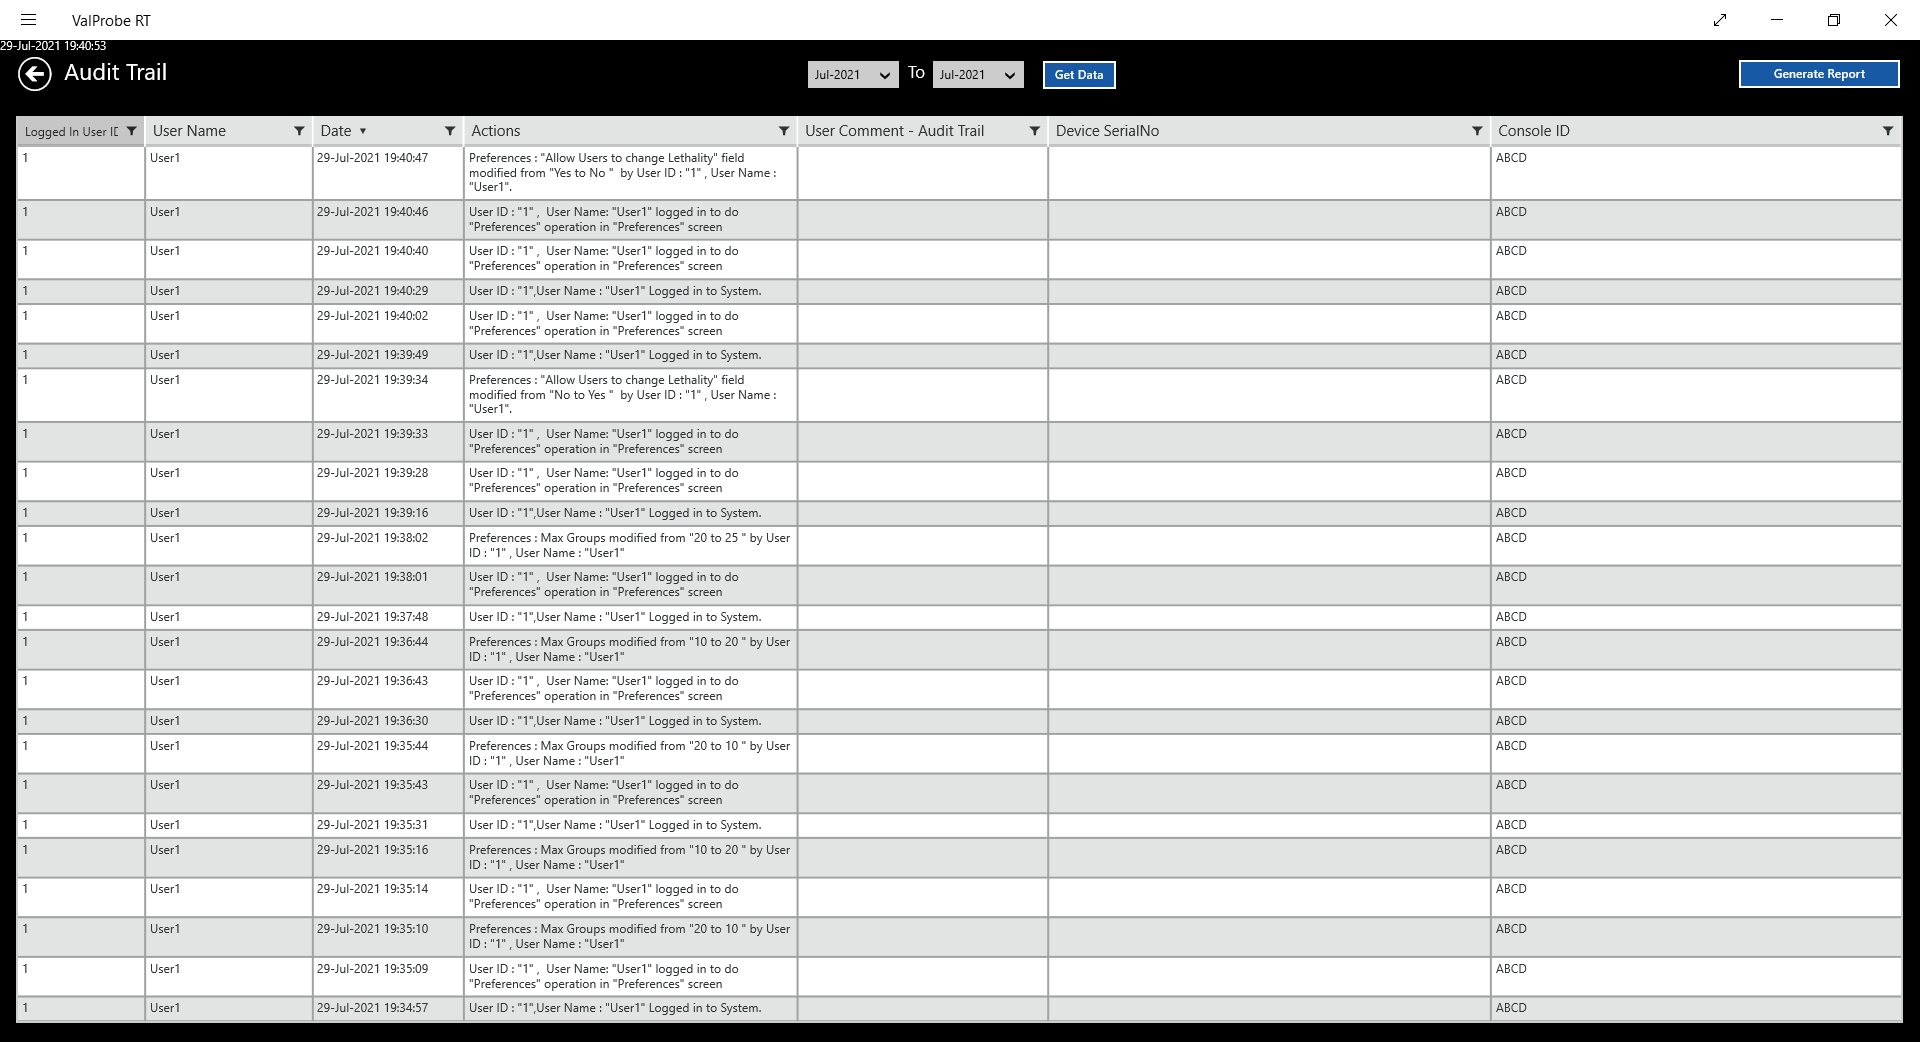 ValProbe RT
29-Jul-2021 19:40:53
Audit Trail
Jul-2021 To Jul-2021 Get Data Generate Report
Logged In User ID User Name Date Actions User Comment - Audit Trail Device SerialNo Console ID
1 User1 29-Jul-2021 19:40:47 Preferences : "Allow Users to change Lethality" field ABCD
modified from "Yes to No "  by User ID : "1" , User Name :
"User1".
1 User1 29-Jul-2021 19:40:46 User ID : "1" ,  User Name: "User1" logged in to do ABCD
"Preferences" operation in "Preferences" screen
1 User1 29-Jul-2021 19:40:40 User ID : "1" ,  User Name: "User1" logged in to do ABCD
"Preferences" operation in "Preferences" screen
1 User1 29-Jul-2021 19:40:29 User ID : "1",User Name : "User1" Logged in to System. ABCD
1 User1 29-Jul-2021 19:40:02 User ID : "1" ,  User Name: "User1" logged in to do ABCD
"Preferences" operation in "Preferences" screen
1 User1 29-Jul-2021 19:39:49 User ID : "1",User Name : "User1" Logged in to System. ABCD
1 User1 29-Jul-2021 19:39:34 Preferences : "Allow Users to change Lethality" field ABCD
modified from "No to Yes "  by User ID : "1" , User Name :
"User1".
1 User1 29-Jul-2021 19:39:33 User ID : "1" ,  User Name: "User1" logged in to do ABCD
"Preferences" operation in "Preferences" screen
1 User1 29-Jul-2021 19:39:28 User ID : "1" ,  User Name: "User1" logged in to do ABCD
"Preferences" operation in "Preferences" screen
1 User1 29-Jul-2021 19:39:16 User ID : "1",User Name : "User1" Logged in to System. ABCD
1 User1 29-Jul-2021 19:38:02 Preferences : Max Groups modified from "20 to 25 " by User ABCD
ID : "1" , User Name : "User1"
1 User1 29-Jul-2021 19:38:01 User ID : "1" ,  User Name: "User1" logged in to do ABCD
"Preferences" operation in "Preferences" screen
1 User1 29-Jul-2021 19:37:48 User ID : "1",User Name : "User1" Logged in to System. ABCD
1 User1 29-Jul-2021 19:36:44 Preferences : Max Groups modified from "10 to 20 " by User ABCD
ID : "1" , User Name : "User1"
1 User1 29-Jul-2021 19:36:43 User ID : "1" ,  User Name: "User1" logged in to do ABCD
"Preferences" operation in "Preferences" screen
1 User1 29-Jul-2021 19:36:30 User ID : "1",User Name : "User1" Logged in to System. ABCD
1 User1 29-Jul-2021 19:35:44 Preferences : Max Groups modified from "20 to 10 " by User ABCD
ID : "1" , User Name : "User1"
1 User1 29-Jul-2021 19:35:43 User ID : "1" ,  User Name: "User1" logged in to do ABCD
"Preferences" operation in "Preferences" screen
1 User1 29-Jul-2021 19:35:31 User ID : "1",User Name : "User1" Logged in to System. ABCD
1 User1 29-Jul-2021 19:35:16 Preferences : Max Groups modified from "10 to 20 " by User ABCD
ID : "1" , User Name : "User1"
1 User1 29-Jul-2021 19:35:14 User ID : "1" ,  User Name: "User1" logged in to do ABCD
"Preferences" operation in "Preferences" screen
1 User1 29-Jul-2021 19:35:10 Preferences : Max Groups modified from "20 to 10 " by User ABCD
ID : "1" , User Name : "User1"
1 User1 29-Jul-2021 19:35:09 User ID : "1" ,  User Name: "User1" logged in to do ABCD
"Preferences" operation in "Preferences" screen
1 User1 29-Jul-2021 19:34:57 User ID : "1",User Name : "User1" Logged in to System. ABCD